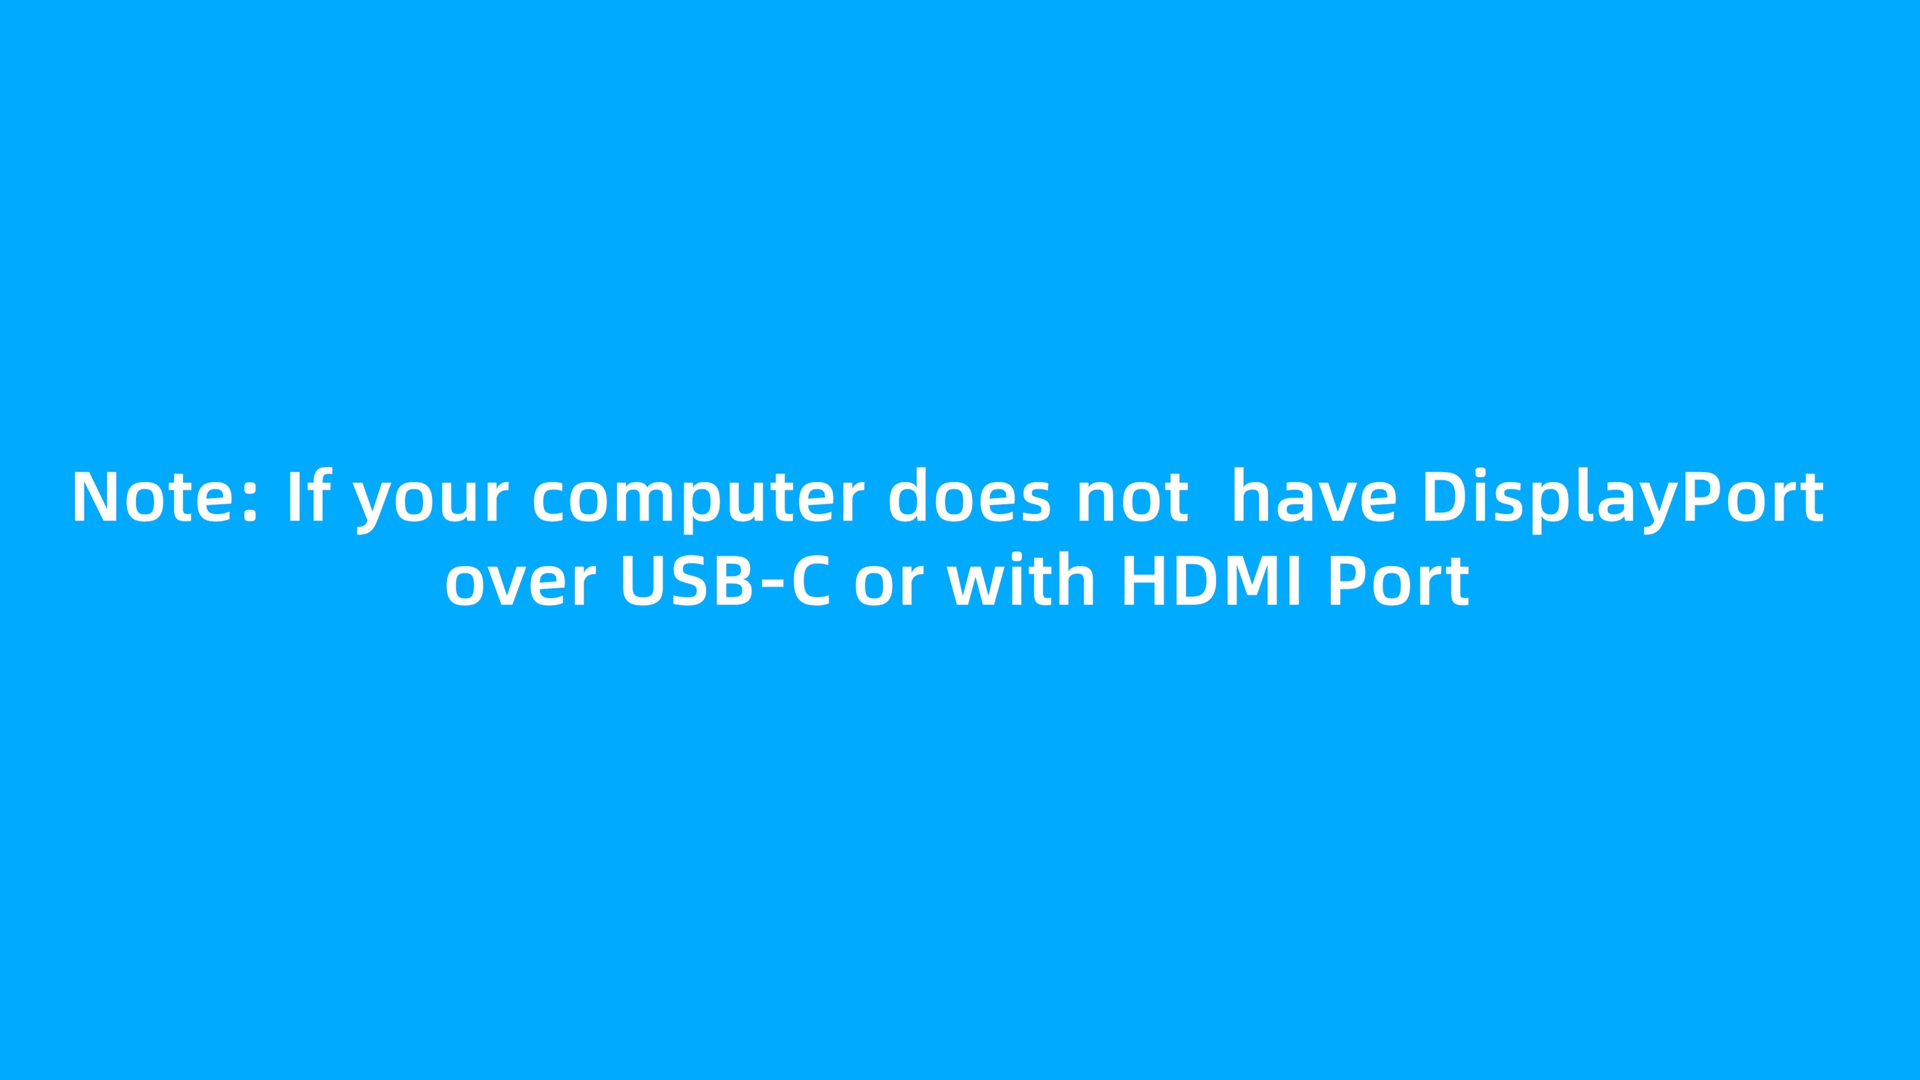 Note: If your computer does not  have DisplayPort
over USB-C or with HDMI Port